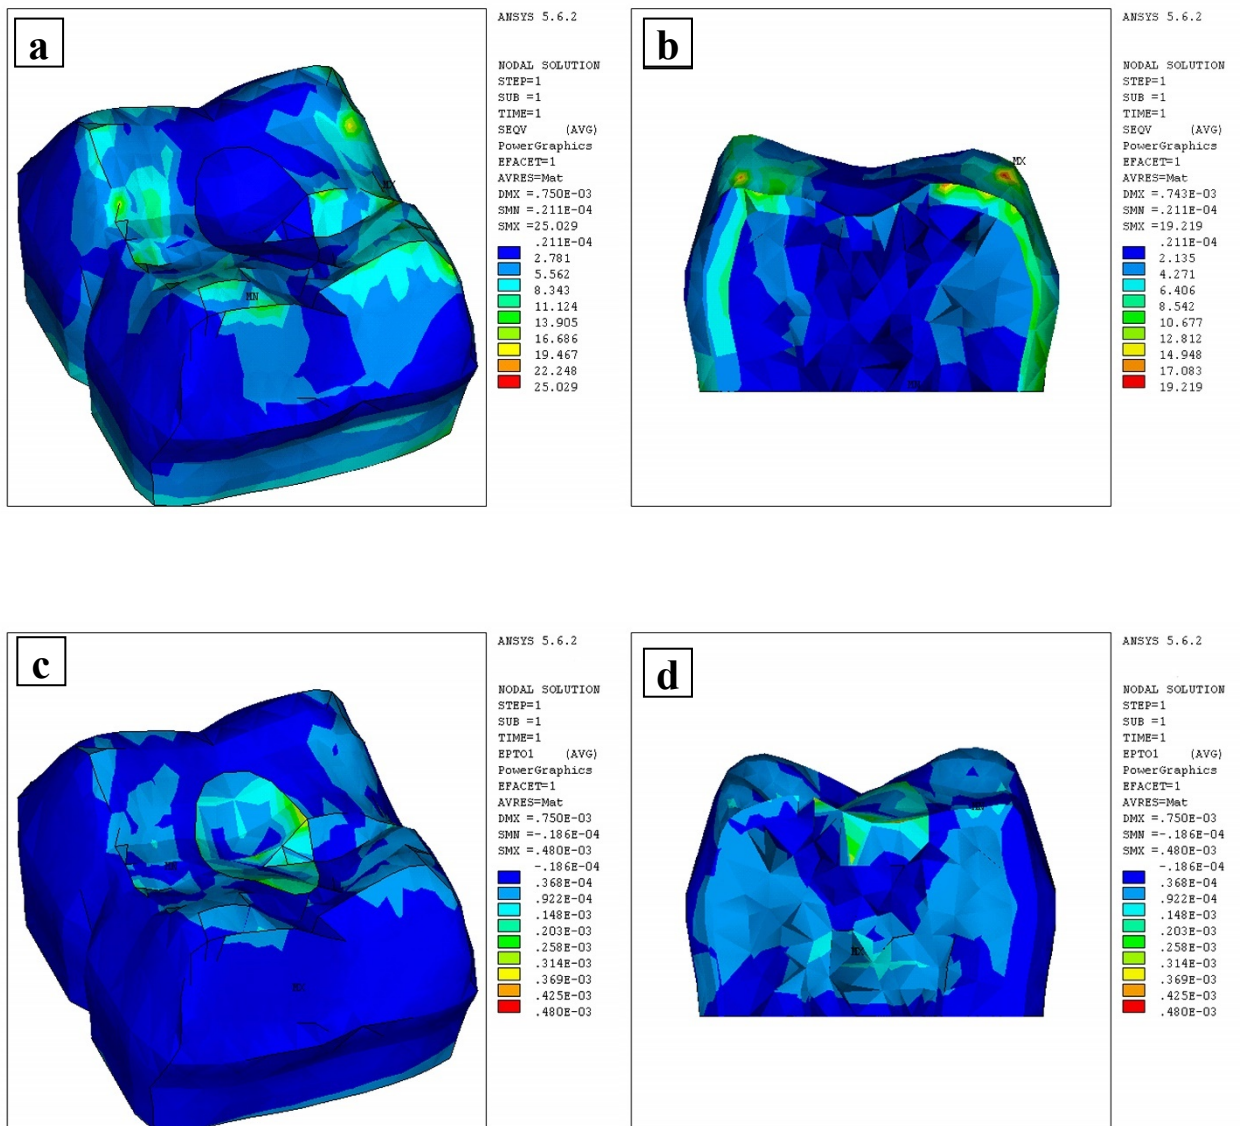 a
MX
MN
ANSYS 5.6.2
NODAL SOLUTION
STEP=1
SUB =1
TIME=1
SEQV (AVG)
PowerGraphics
EFACET=1
AVRES=Mat
DMX =.750E-03
SMN =.211E-04
SMX =25.029
.211E-04
2.781
5.562
8.343
11.124
13.905
16.686
19.467
22.248
25.029
b
MX
ANSYS 5.6.2
NODAL SOLUTION
STEP=1
SUB =1
TIME=1
SEQV (AVG)
PowerGraphics
EFACET=1
AVRES=Mat
DMX =.743E-03
SMN =.211E-04
SMX =19.219
.211E-04
2.135
4.271
6.406
8.542
10.677
12.812
14.948
17.083
19.219
c
ANSYS 5.6.2
NODAL SOLUTION
STEP=1
SUB =1
TIME=1
EPTO1 (AVG)
PowerGraphics
EFACET=1
AVRES=Mat
DMX =.750E-03
SMN =-.186E-04
SMX =.480E-03
-.186E-04
.368E-04
.922E-04
.148E-03
.203E-03
.258E-03
.314E-03
.369E-03
.425E-03
.480E-03
d
ANSYS 5.6.2
NODAL SOLUTION
STEP=1
SUB =1
TIME=1
EPTO1 (AVG)
PowerGraphics
EFACET=1
AVRES=Mat
DMX =.750E-03
SMN =-.186E-04
SMX =.480E-03
-.186E-04
.368E-04
.922E-04
.148E-03
.203E-03
.258E-03
.314E-03
.369E-03
.425E-03
.480E-03